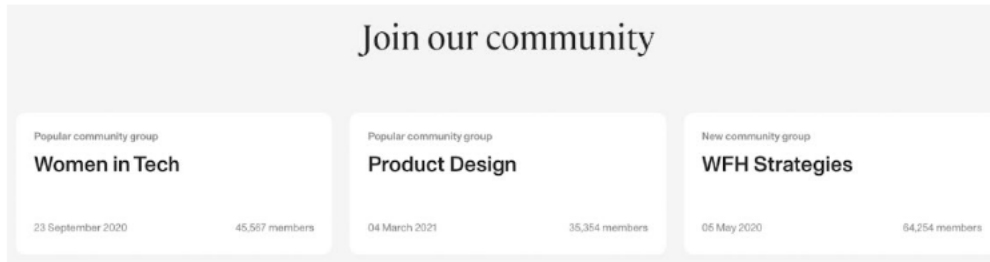 Join our community
Popular community group
Women in Tech
23 September 2020
45,567 members
Popular community group
Product Design
04 March 2021
35,354 members
New community group
WFH Strategies
05 May 2020
64,254 members